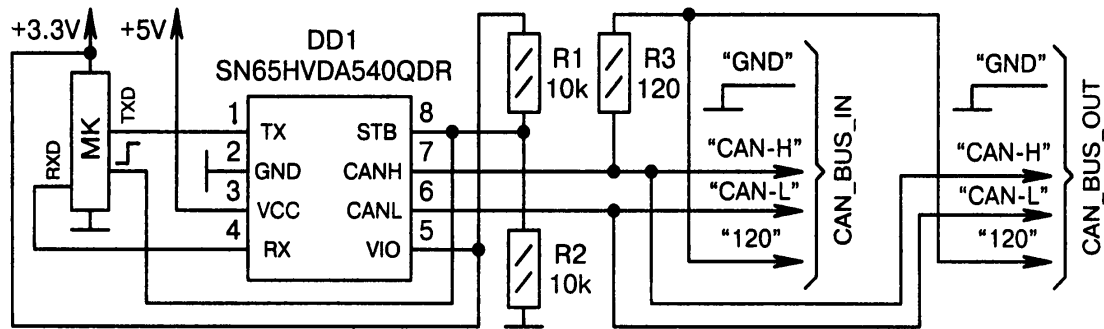 +3.3V
+5V
DD1
SN65HVDA540QDR
TXD
RXD
MK
1 TX
2 GND
3 VCC
4 RX
STB 8
CANH 7
CANL 6
VIO 5
R1
10k
R2
10k
R3
120
“GND”
“CAN-H”
“CAN-L”
“120”
CAN_BUS_IN
“GND”
“CAN-H”
“CAN-L”
“120”
CAN_BUS_OUT